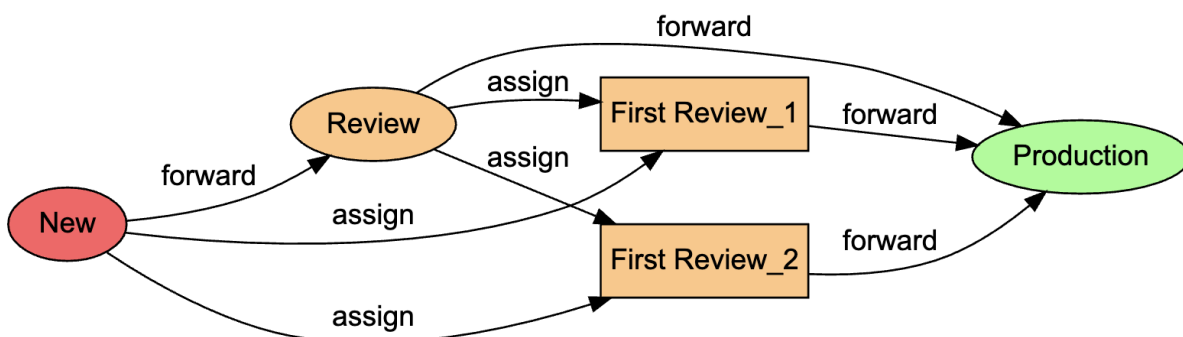 forward
assign
Review
First Review_1
forward
forward
assign
Production
New
assign
First Review_2
forward
assign